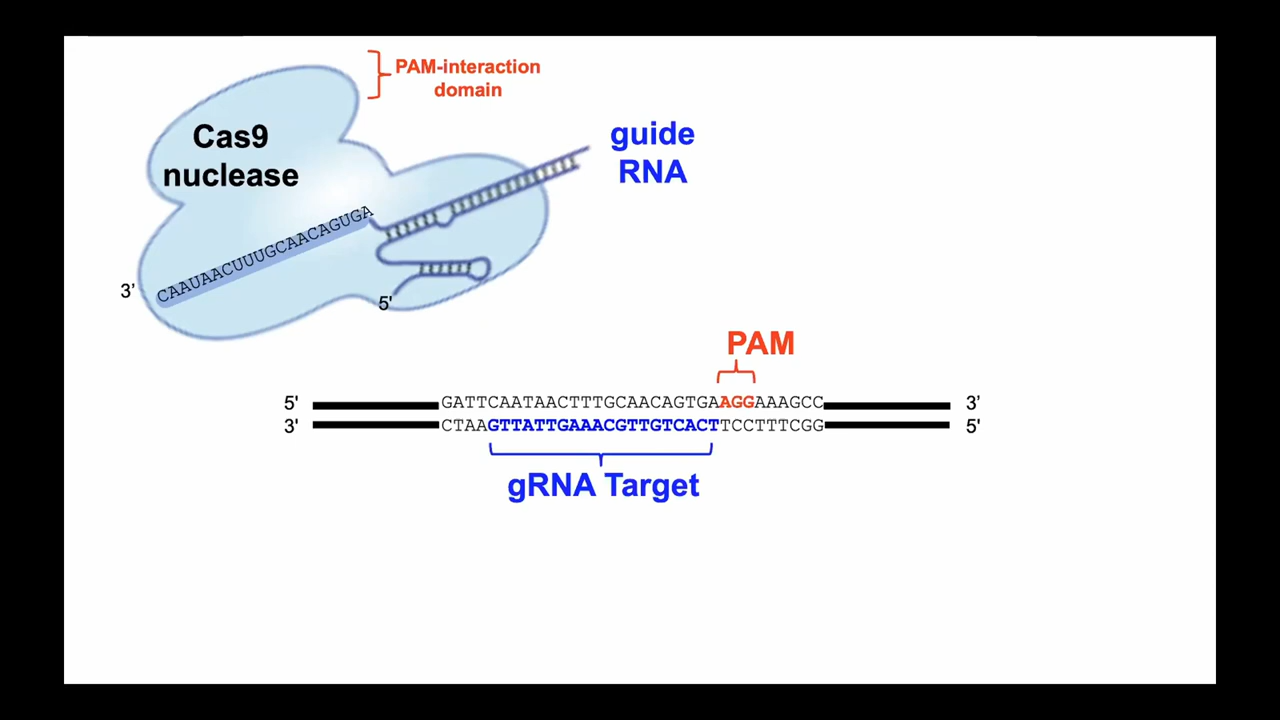 PAM-interaction
domain
Cas9
nuclease
guide
RNA
CAAUAACUUUGCAACAGUGA
3’
5'
PAM
5' GATTCAATAACTTTGCAACAGTGAAGGAAAGCC 3’
3' CTAAGTTATTGAAACGTTGTCACTTCCTTTCGG 5'
gRNA Target